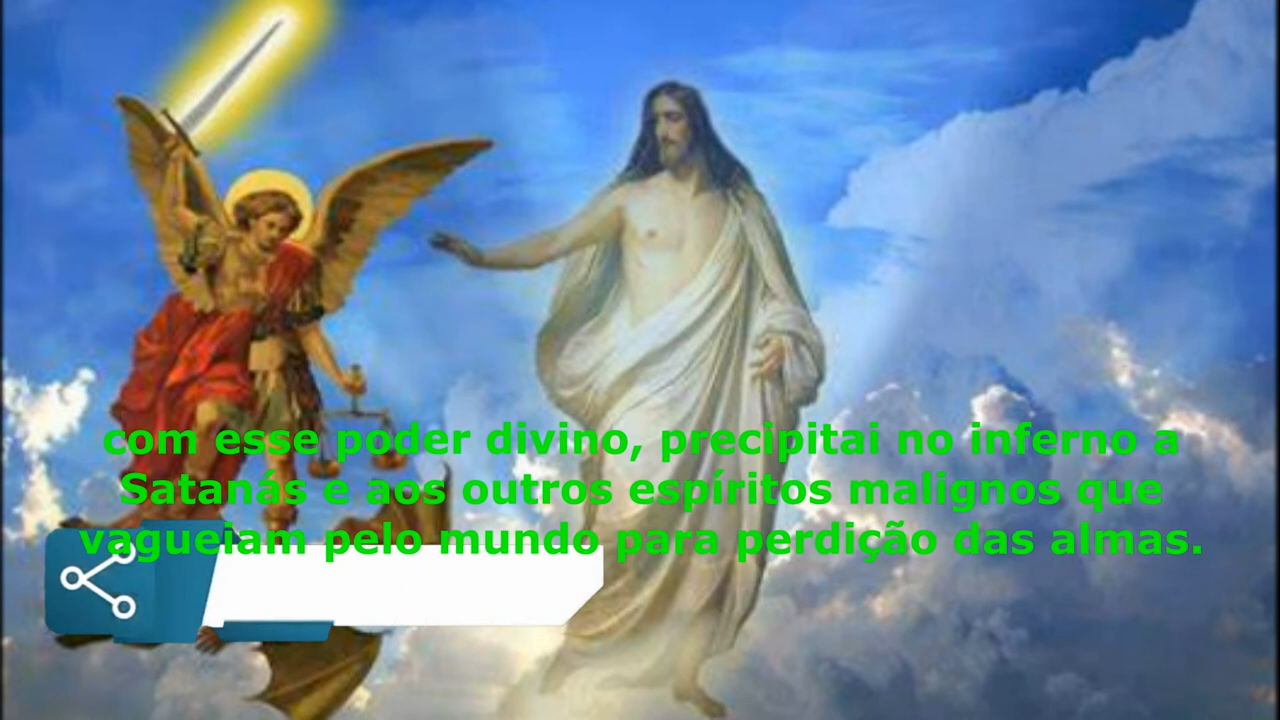 com esse poder divino, precipitai no inferno a
Satanás e aos outros espíritos malignos que
vagueiam pelo mundo para perdição das almas.